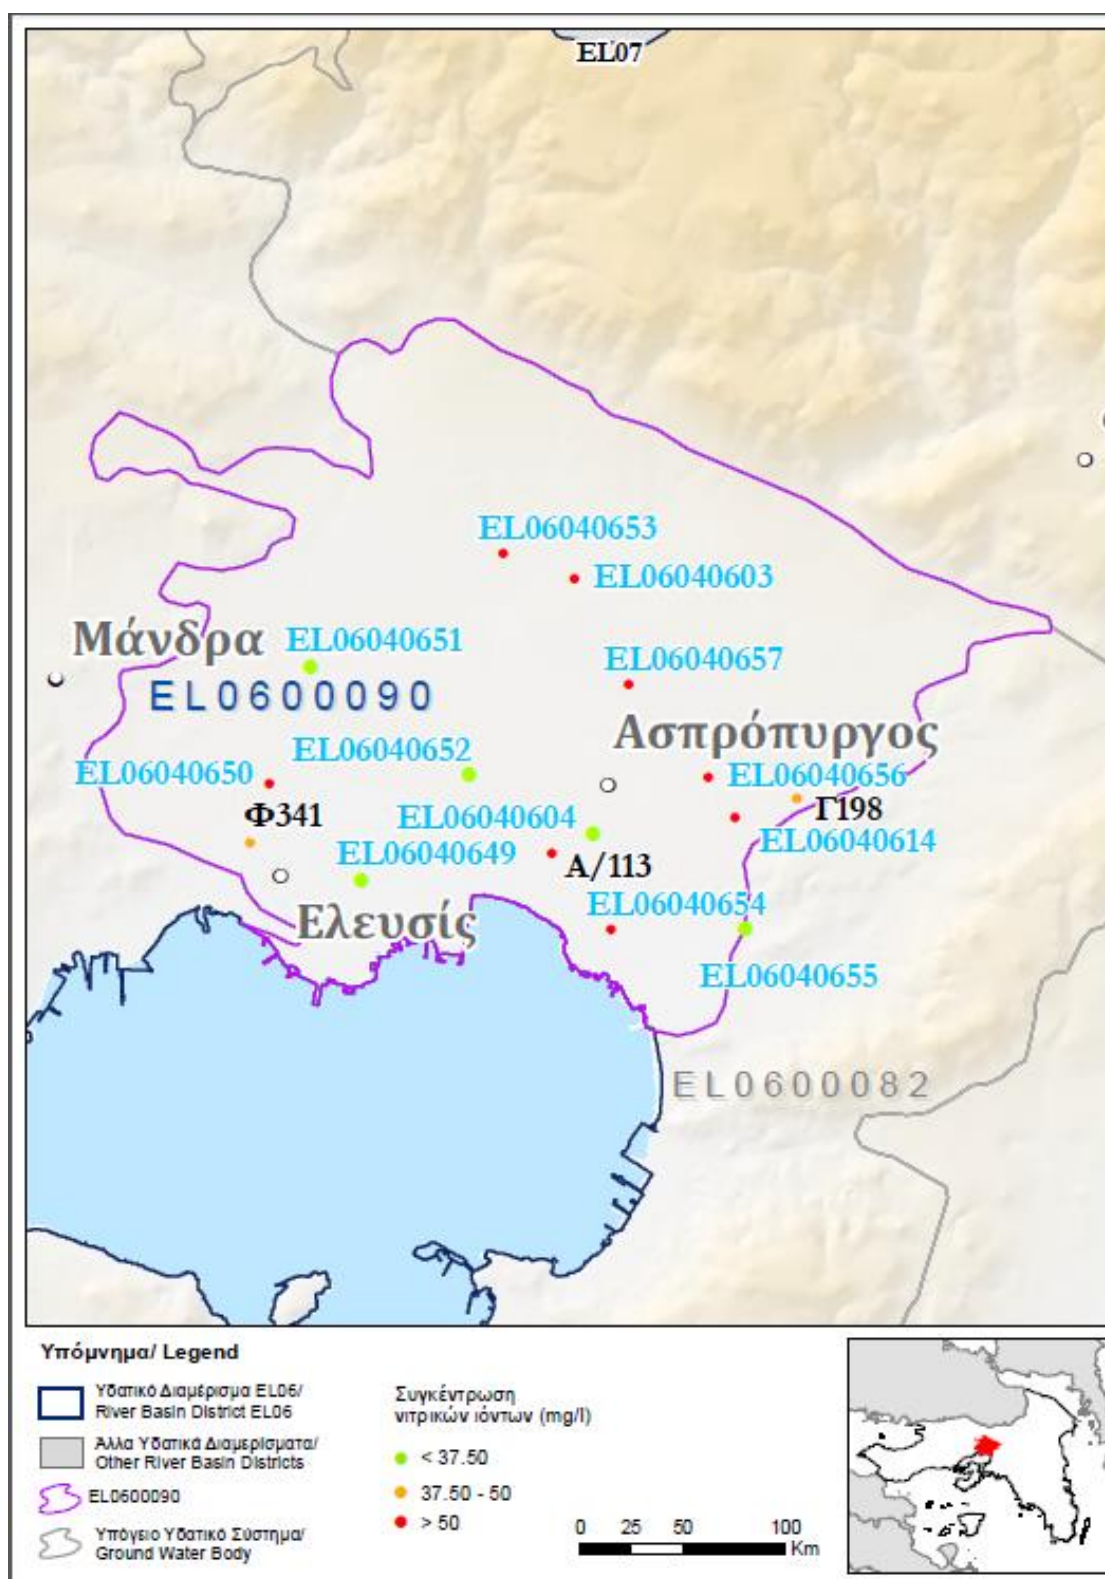 EL07
EL06040653
EL06040603
Μάνδρα
EL06040651
EL06040657
EL0600090
Ασπρόπυργος
EL06040652
EL06040650
EL06040656
Φ341
EL06040604
Γ198
EL06040614
EL06040649
Α/113
EL06040654
Ελευσίς
EL06040655
EL0600082
Υπόμνημα/ Legend
Υδατικό Διαμέρισμα EL06/
River Basin District EL06
Άλλα Υδατικά Διαμερίσματα/
Other River Basin Districts
EL0600090
Υπόγειο Υδατικό Σύστημα/
Ground Water Body
Συγκέντρωση
νιτρικών ιόντων (mg/l)
< 37.50
37.50 - 50
> 50
0 25 50 100
Km